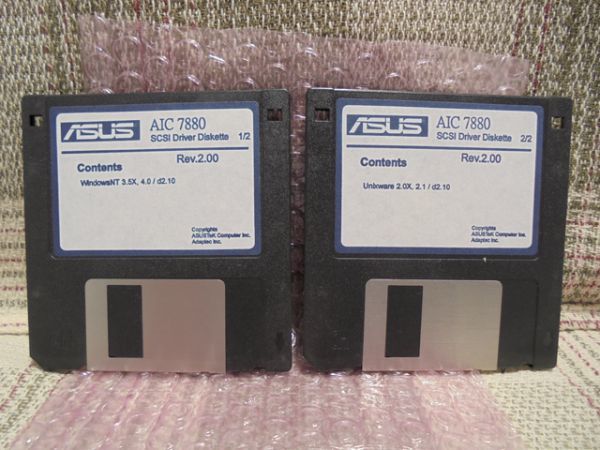 ASUS AIC 7880
SCSI Driver Diskette 1/2
Rev.2.00
Contents
WindowsNT 3.5X, 4.0 / d2.10
Copyrights
ASUSTeK Computer Inc.
Adaptec Inc.
ASUS AIC 7880
SCSI Driver Diskette 2/2
Rev.2.00
Contents
Unixware 2.0X, 2.1 / d2.10
Copyrights
ASUSTeK Computer Inc.
Adaptec Inc.